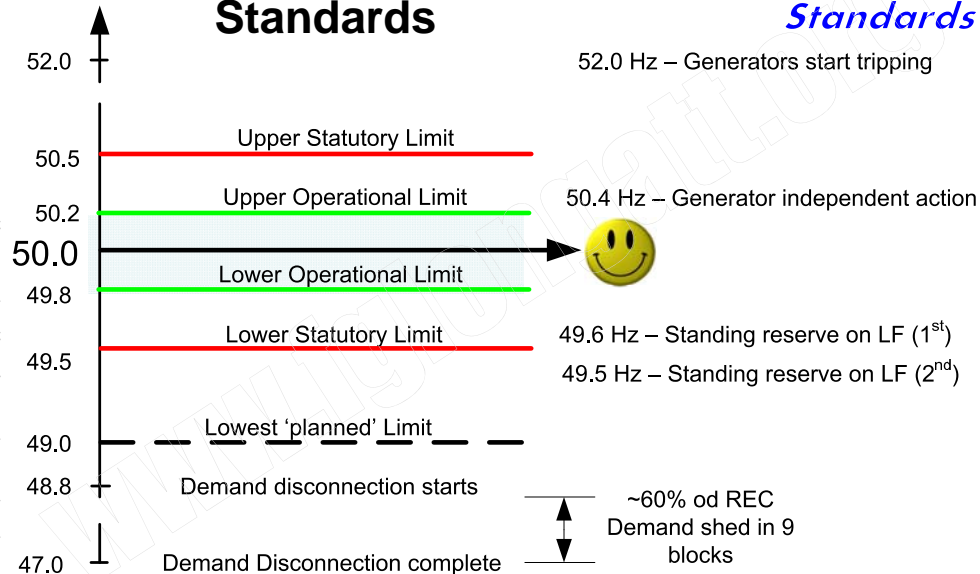 Standards
Standards
52.0
52.0 Hz – Generators start tripping
Upper Statutory Limit
50.5
Upper Operational Limit
50.4 Hz – Generator independent action
50.2
50.0
Lower Operational Limit
49.8
Lower Statutory Limit
49.6 Hz – Standing reserve on LF (1st)
49.5
49.5 Hz – Standing reserve on LF (2nd)
Lowest ‘planned’ Limit
49.0
48.8
Demand disconnection starts
~60% od REC
Demand shed in 9
blocks
47.0
Demand Disconnection complete